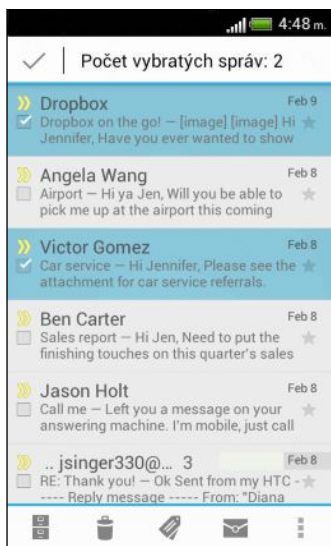 4:48 m.
Počet vybratých správ: 2
Dropbox Feb 9
Dropbox on the go! — [image] [image] Hi
Jennifer, Have you ever wanted to show
Angela Wang Feb 8
Airport — Hi ya Jen, Will you be able to
pick me up at the airport this coming
Victor Gomez Feb 8
Car service — Hi Jennifer, Please see the
attachment for car service referrals.
Ben Carter Feb 8
Sales report — Hi Jen, Need to put the
finishing touches on this quarter's sales
Jason Holt Feb 8
Call me — Left you a message on your
answering machine. I'm mobile, just call
.. jsinger330@... 3 Feb 8
RE: Thank you! — Ok Sent from my HTC -
---- Reply message ----- From: "Diana